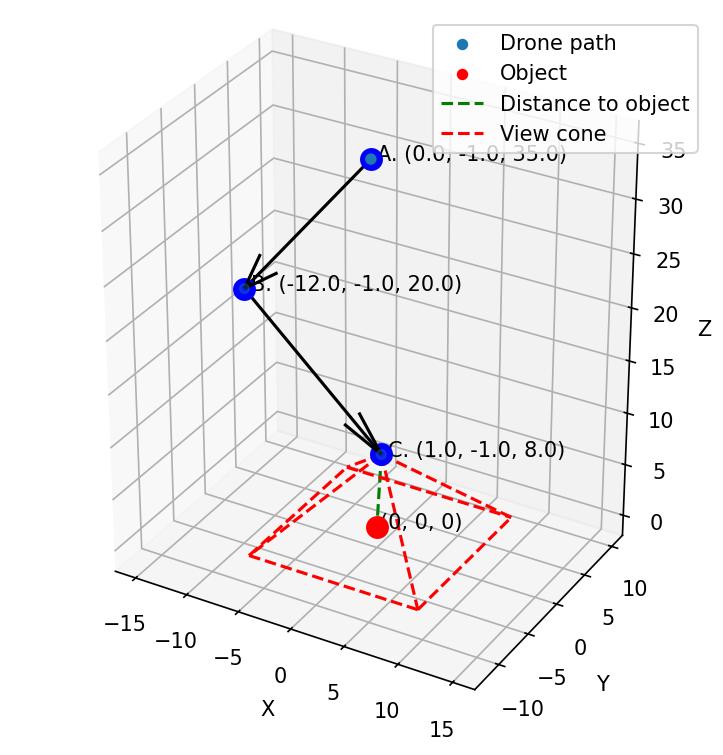 Drone path
Object
Distance to object
View cone
A. (0.0, -1.0, 35.0)
B. (-12.0, -1.0, 20.0)
C. (1.0, -1.0, 8.0)
(0, 0, 0)
35
30
25
20
15
10
5
0
Z
−15
−10
−5
0
5
10
15
X
10
5
0
−5
−10
Y